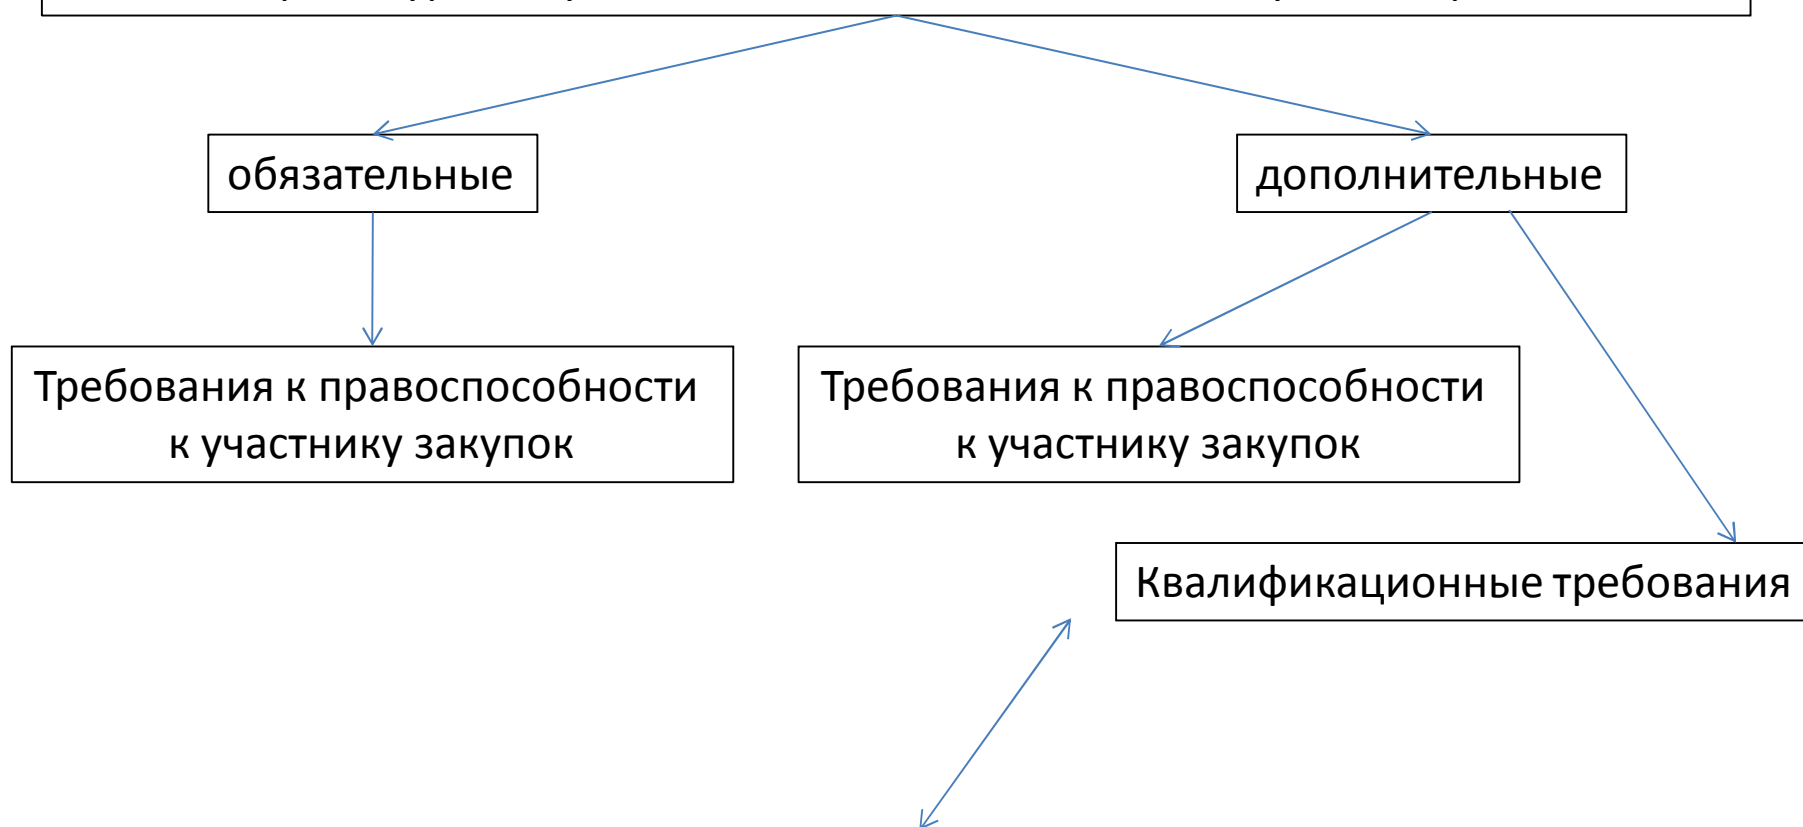 обязательные
дополнительные
Требования к правоспособности
к участнику закупок
Требования к правоспособности
к участнику закупок
Квалификационные требования